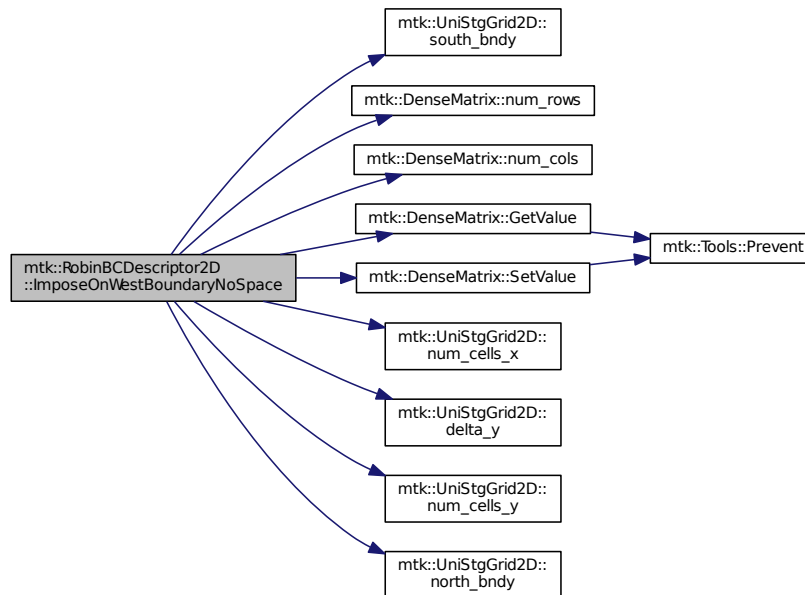 mtk::UniStgGrid2D::
south_bndy
mtk::DenseMatrix::num_rows
mtk::DenseMatrix::num_cols
mtk::DenseMatrix::GetValue
mtk::Tools::Prevent
mtk::RobinBCDescriptor2D
::ImposeOnWestBoundaryNoSpace
mtk::DenseMatrix::SetValue
mtk::UniStgGrid2D::
num_cells_x
mtk::UniStgGrid2D::
delta_y
mtk::UniStgGrid2D::
num_cells_y
mtk::UniStgGrid2D::
north_bndy